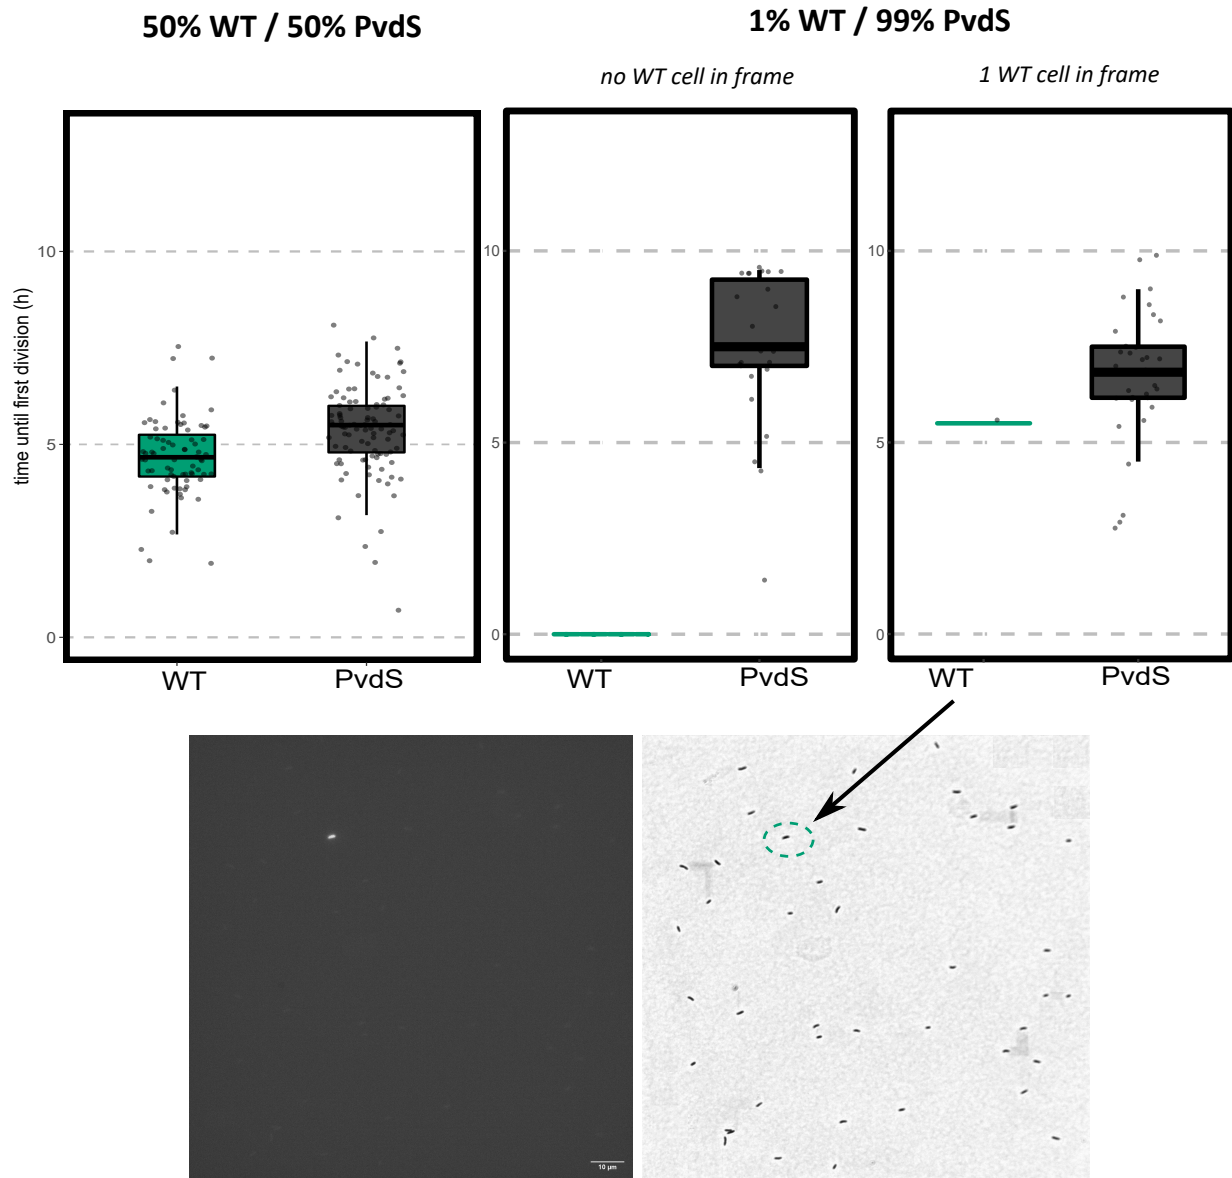 50% WT / 50% PvdS
1% WT / 99% PvdS
no WT cell in frame
1 WT cell in frame
time until first division (h)
10
5
0
WT
PvdS
10
5
0
WT
PvdS
10
5
0
WT
PvdS
10 µm